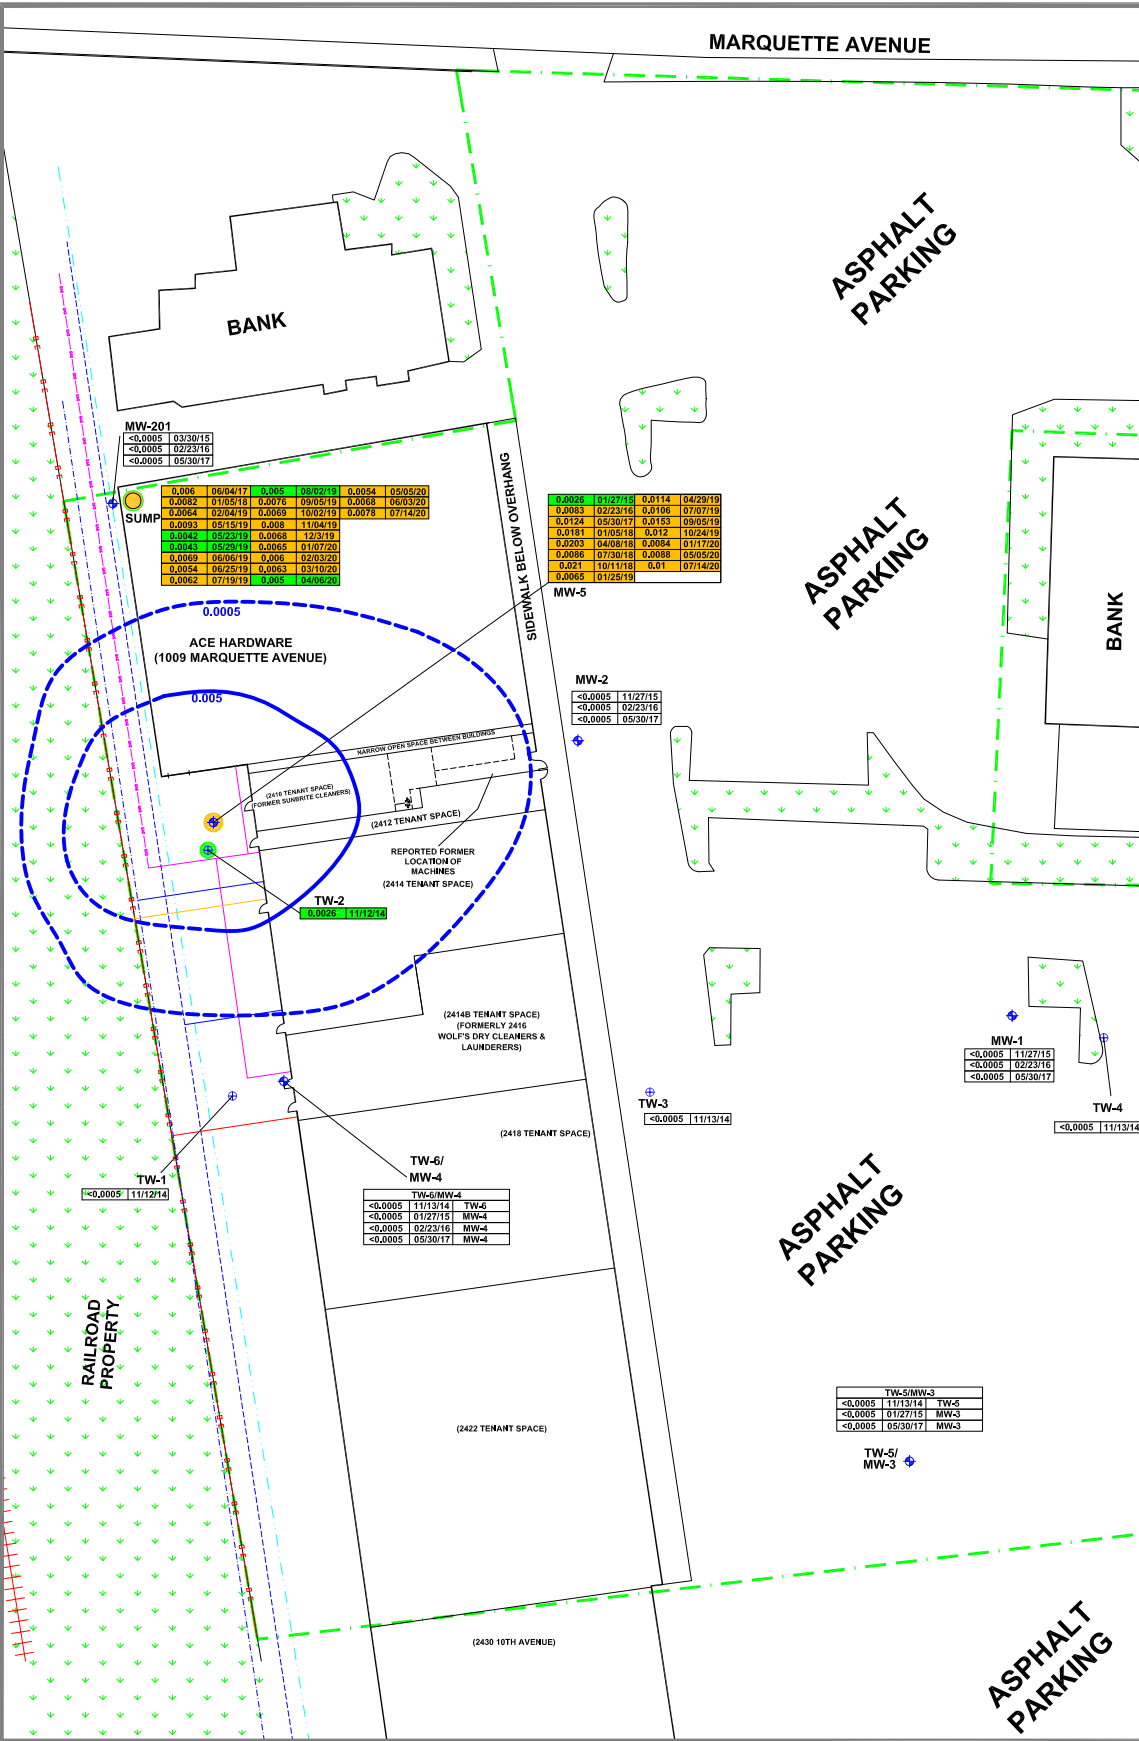 MARQUETTE AVENUE
ASPHALT
PARKING
BANK
MW-201
<0.0005 03/30/15
<0.0005 02/23/16
<0.0005 05/30/17
SUMP
0.006 06/04/17 0.005 08/02/19 0.0054 05/05/20
0.0082 01/05/18 0.0076 09/05/19 0.0068 06/03/20
0.0064 02/04/19 0.0069 10/02/19 0.0078 07/14/20
0.0093 05/15/19 0.008 11/04/19
0.0042 05/23/19 0.0068 12/3/19
0.0043 05/29/19 0.0065 01/07/20
0.0069 06/06/19 0.006 02/03/20
0.0054 06/25/19 0.0063 03/10/20
0.0062 07/19/19 0.005 04/06/20
SIDEWALK BELOW OVERHANG
0.0026 01/27/15 0.0114 04/29/19
0.0083 02/23/16 0.0106 07/07/19
0.0124 05/30/17 0.0153 09/05/19
0.0181 01/05/18 0.012 10/24/19
0.0203 04/08/18 0.0084 01/17/20
0.0086 07/30/18 0.0088 05/05/20
0.021 10/11/18 0.01 07/14/20
0.0065 01/25/19
MW-5
ASPHALT
PARKING
BANK
0.0005
ACE HARDWARE
(1009 MARQUETTE AVENUE)
0.005
MW-2
<0.0005 11/27/15
<0.0005 02/23/16
<0.0005 05/30/17
NARROW OPEN SPACE BETWEEN BUILDINGS
(2410 TENANT SPACE)
(FORMER SUNBRITE CLEANERS)
(2412 TENANT SPACE)
REPORTED FORMER
LOCATION OF
MACHINES
(2414 TENANT SPACE)
TW-2
0.0026 11/12/14
(2414B TENANT SPACE)
(FORMERLY 2416
WOLF'S DRY CLEANERS &
LAUNDERERS)
MW-1
<0.0005 11/27/15
<0.0005 02/23/16
<0.0005 05/30/17
TW-3
<0.0005 11/13/14
TW-4
<0.0005 11/13/14
(2418 TENANT SPACE)
TW-1
<0.0005 11/12/14
TW-6/
MW-4
TW-6/MW-4
<0.0005 11/13/14 TW-6
<0.0005 01/27/15 MW-4
<0.0005 02/23/16 MW-4
<0.0005 05/30/17 MW-4
ASPHALT
PARKING
RAILROAD
PROPERTY
TW-5/MW-3
<0.0005 11/13/14 TW-5
<0.0005 01/27/15 MW-3
<0.0005 05/30/17 MW-3
TW-5/
MW-3
(2422 TENANT SPACE)
(2430 10TH AVENUE)
ASPHALT
PARKING